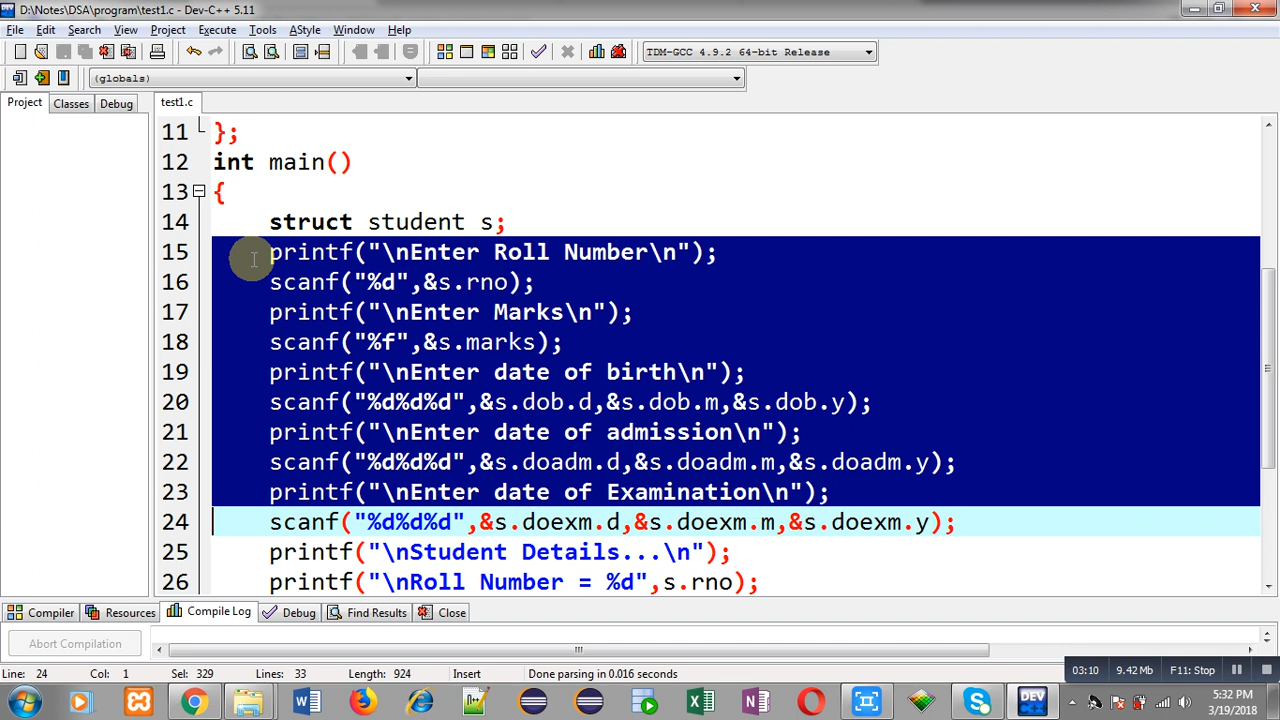 D:\Notes\DSA\program\test1.c - Dev-C++ 5.11
File Edit Search View Project Execute Tools AStyle Window Help
TDM-GCC 4.9.2 64-bit Release
(globals)
Project Classes Debug test1.c
11 };
12 int main()
13 {
14 struct student s;
15 printf("\nEnter Roll Number\n");
16 scanf("%d",&s.rno);
17 printf("\nEnter Marks\n");
18 scanf("%f",&s.marks);
19 printf("\nEnter date of birth\n");
20 scanf("%d%d%d",&s.dob.d,&s.dob.m,&s.dob.y);
21 printf("\nEnter date of admission\n");
22 scanf("%d%d%d",&s.doadm.d,&s.doadm.m,&s.doadm.y);
23 printf("\nEnter date of Examination\n");
24 scanf("%d%d%d",&s.doexm.d,&s.doexm.m,&s.doexm.y);
25 printf("\nStudent Details...\n");
26 printf("\nRoll Number = %d",s.rno);
Compiler Resources Compile Log Debug Find Results Close
Abort Compilation
Line: 24 Col: 1 Sel: 329 Lines: 33 Length: 924 Insert Done parsing in 0.016 seconds
03:10 9.42 Mb F11: Stop
DEV
5:32 PM
3/19/2018